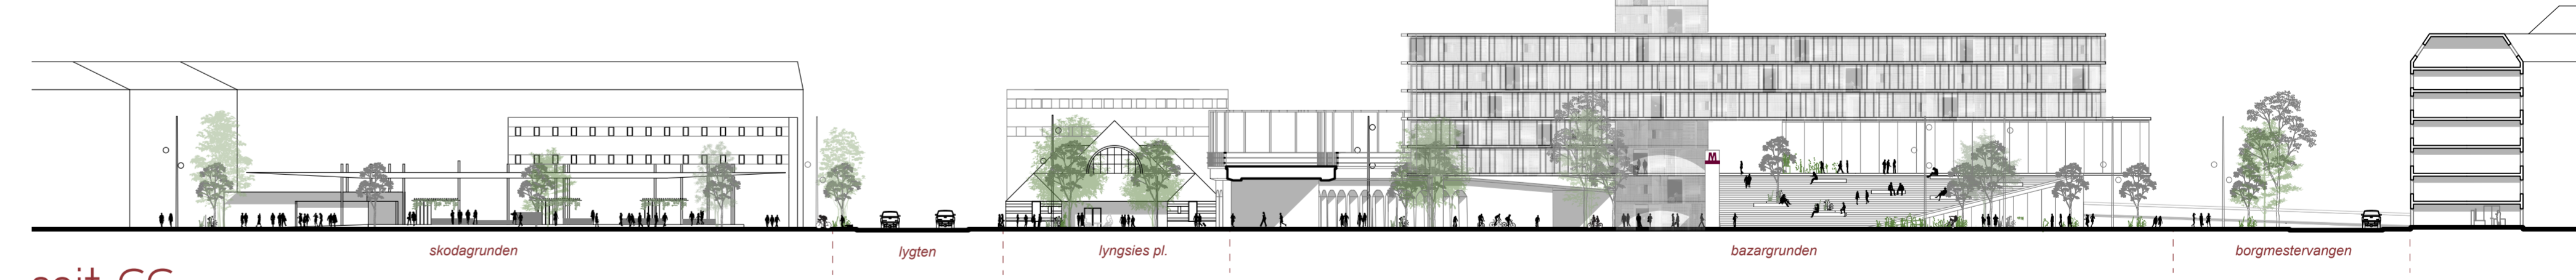 M
skodagrunden
lygten
lyngsies pl.
bazargrunden
borgmestervangen